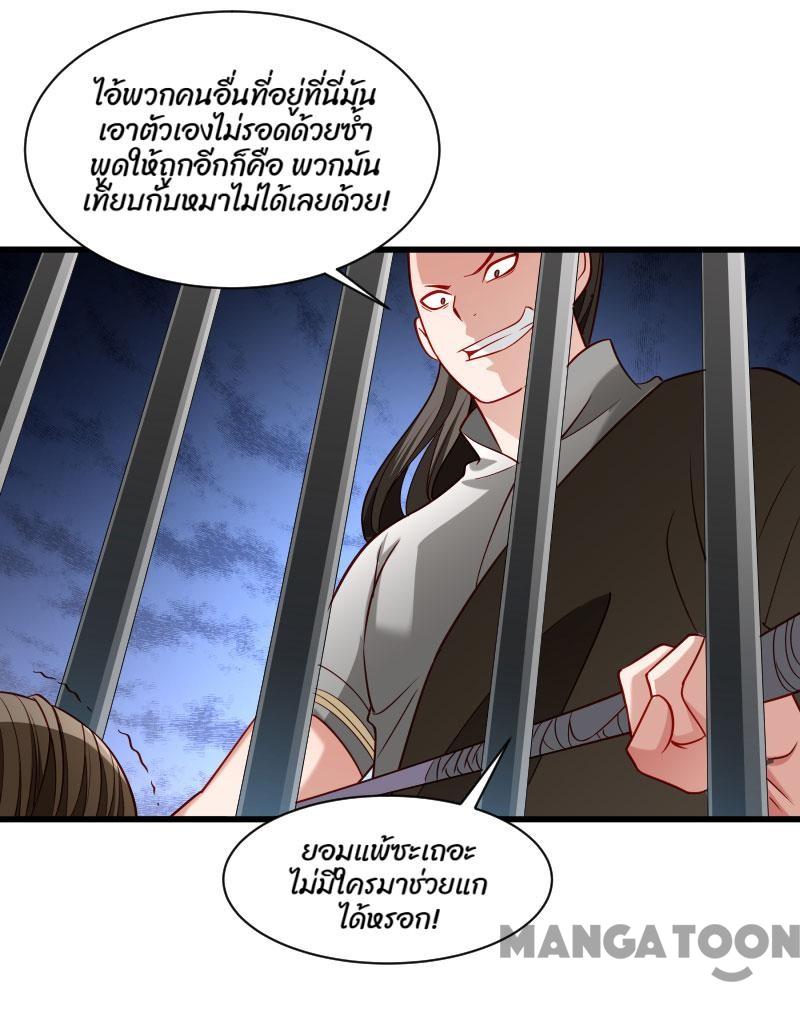 ไอ้พวกคนอื่นที่อยู่ที่นี่มัน
เอาตัวเองไม่รอดด้วยซ้ำ
พูดให้ถูกอีกก็คือ พวกมัน
เทียบกับหมาไม่ได้เลยด้วย!
ยอมแพ้ซะเถอะ
ไม่มีใครมาช่วยแก
ได้หรอก!
MANGATOON